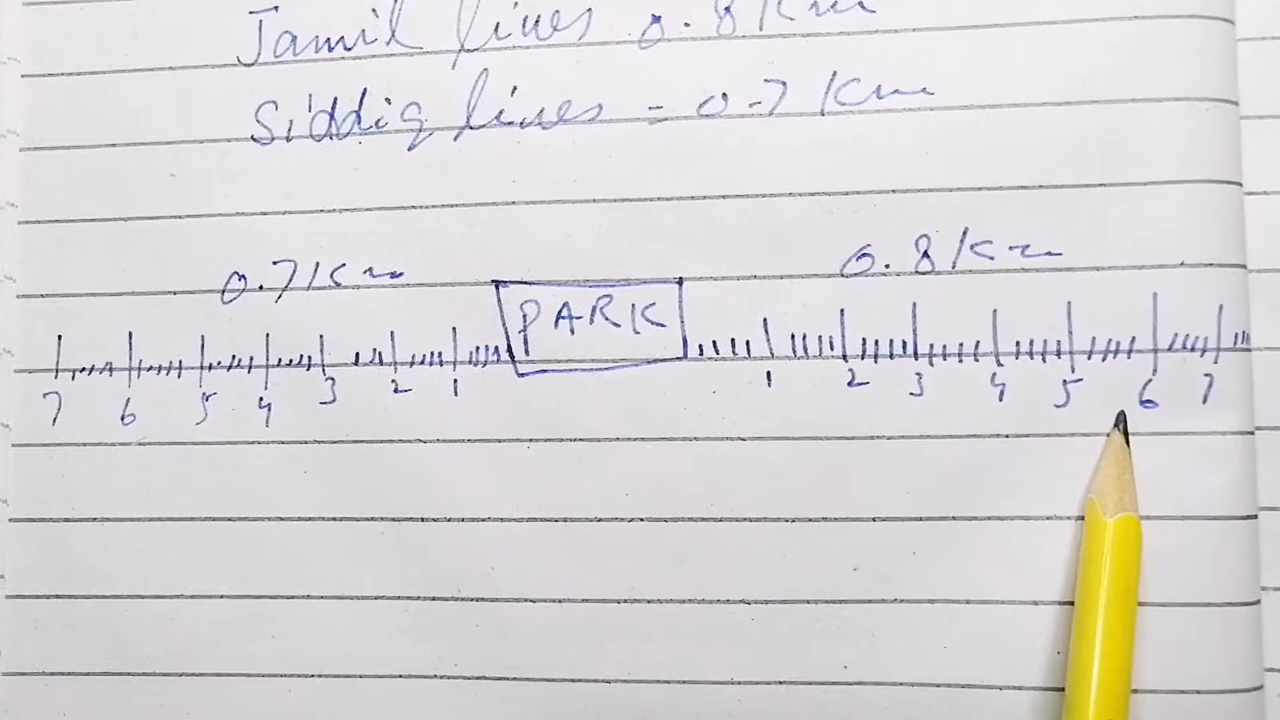 Jamil lives 0.8 Km
Siddiq lives = 0.7 Km
0.7 Km 0.8 Km
PARK
7 6 5 4 3 2 1 1 2 3 4 5 6 7